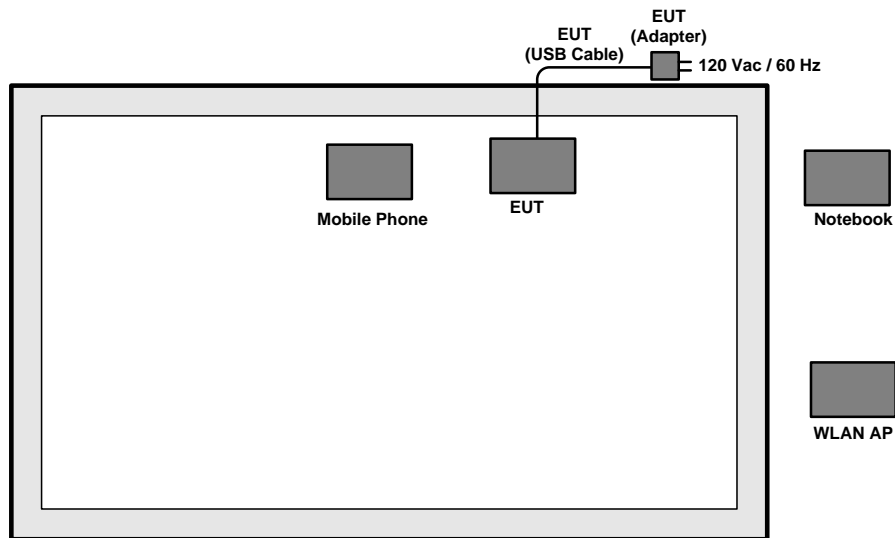 EUT
(Adapter)
EUT
(USB Cable)
120 Vac / 60 Hz
Mobile Phone
EUT
Notebook
WLAN AP